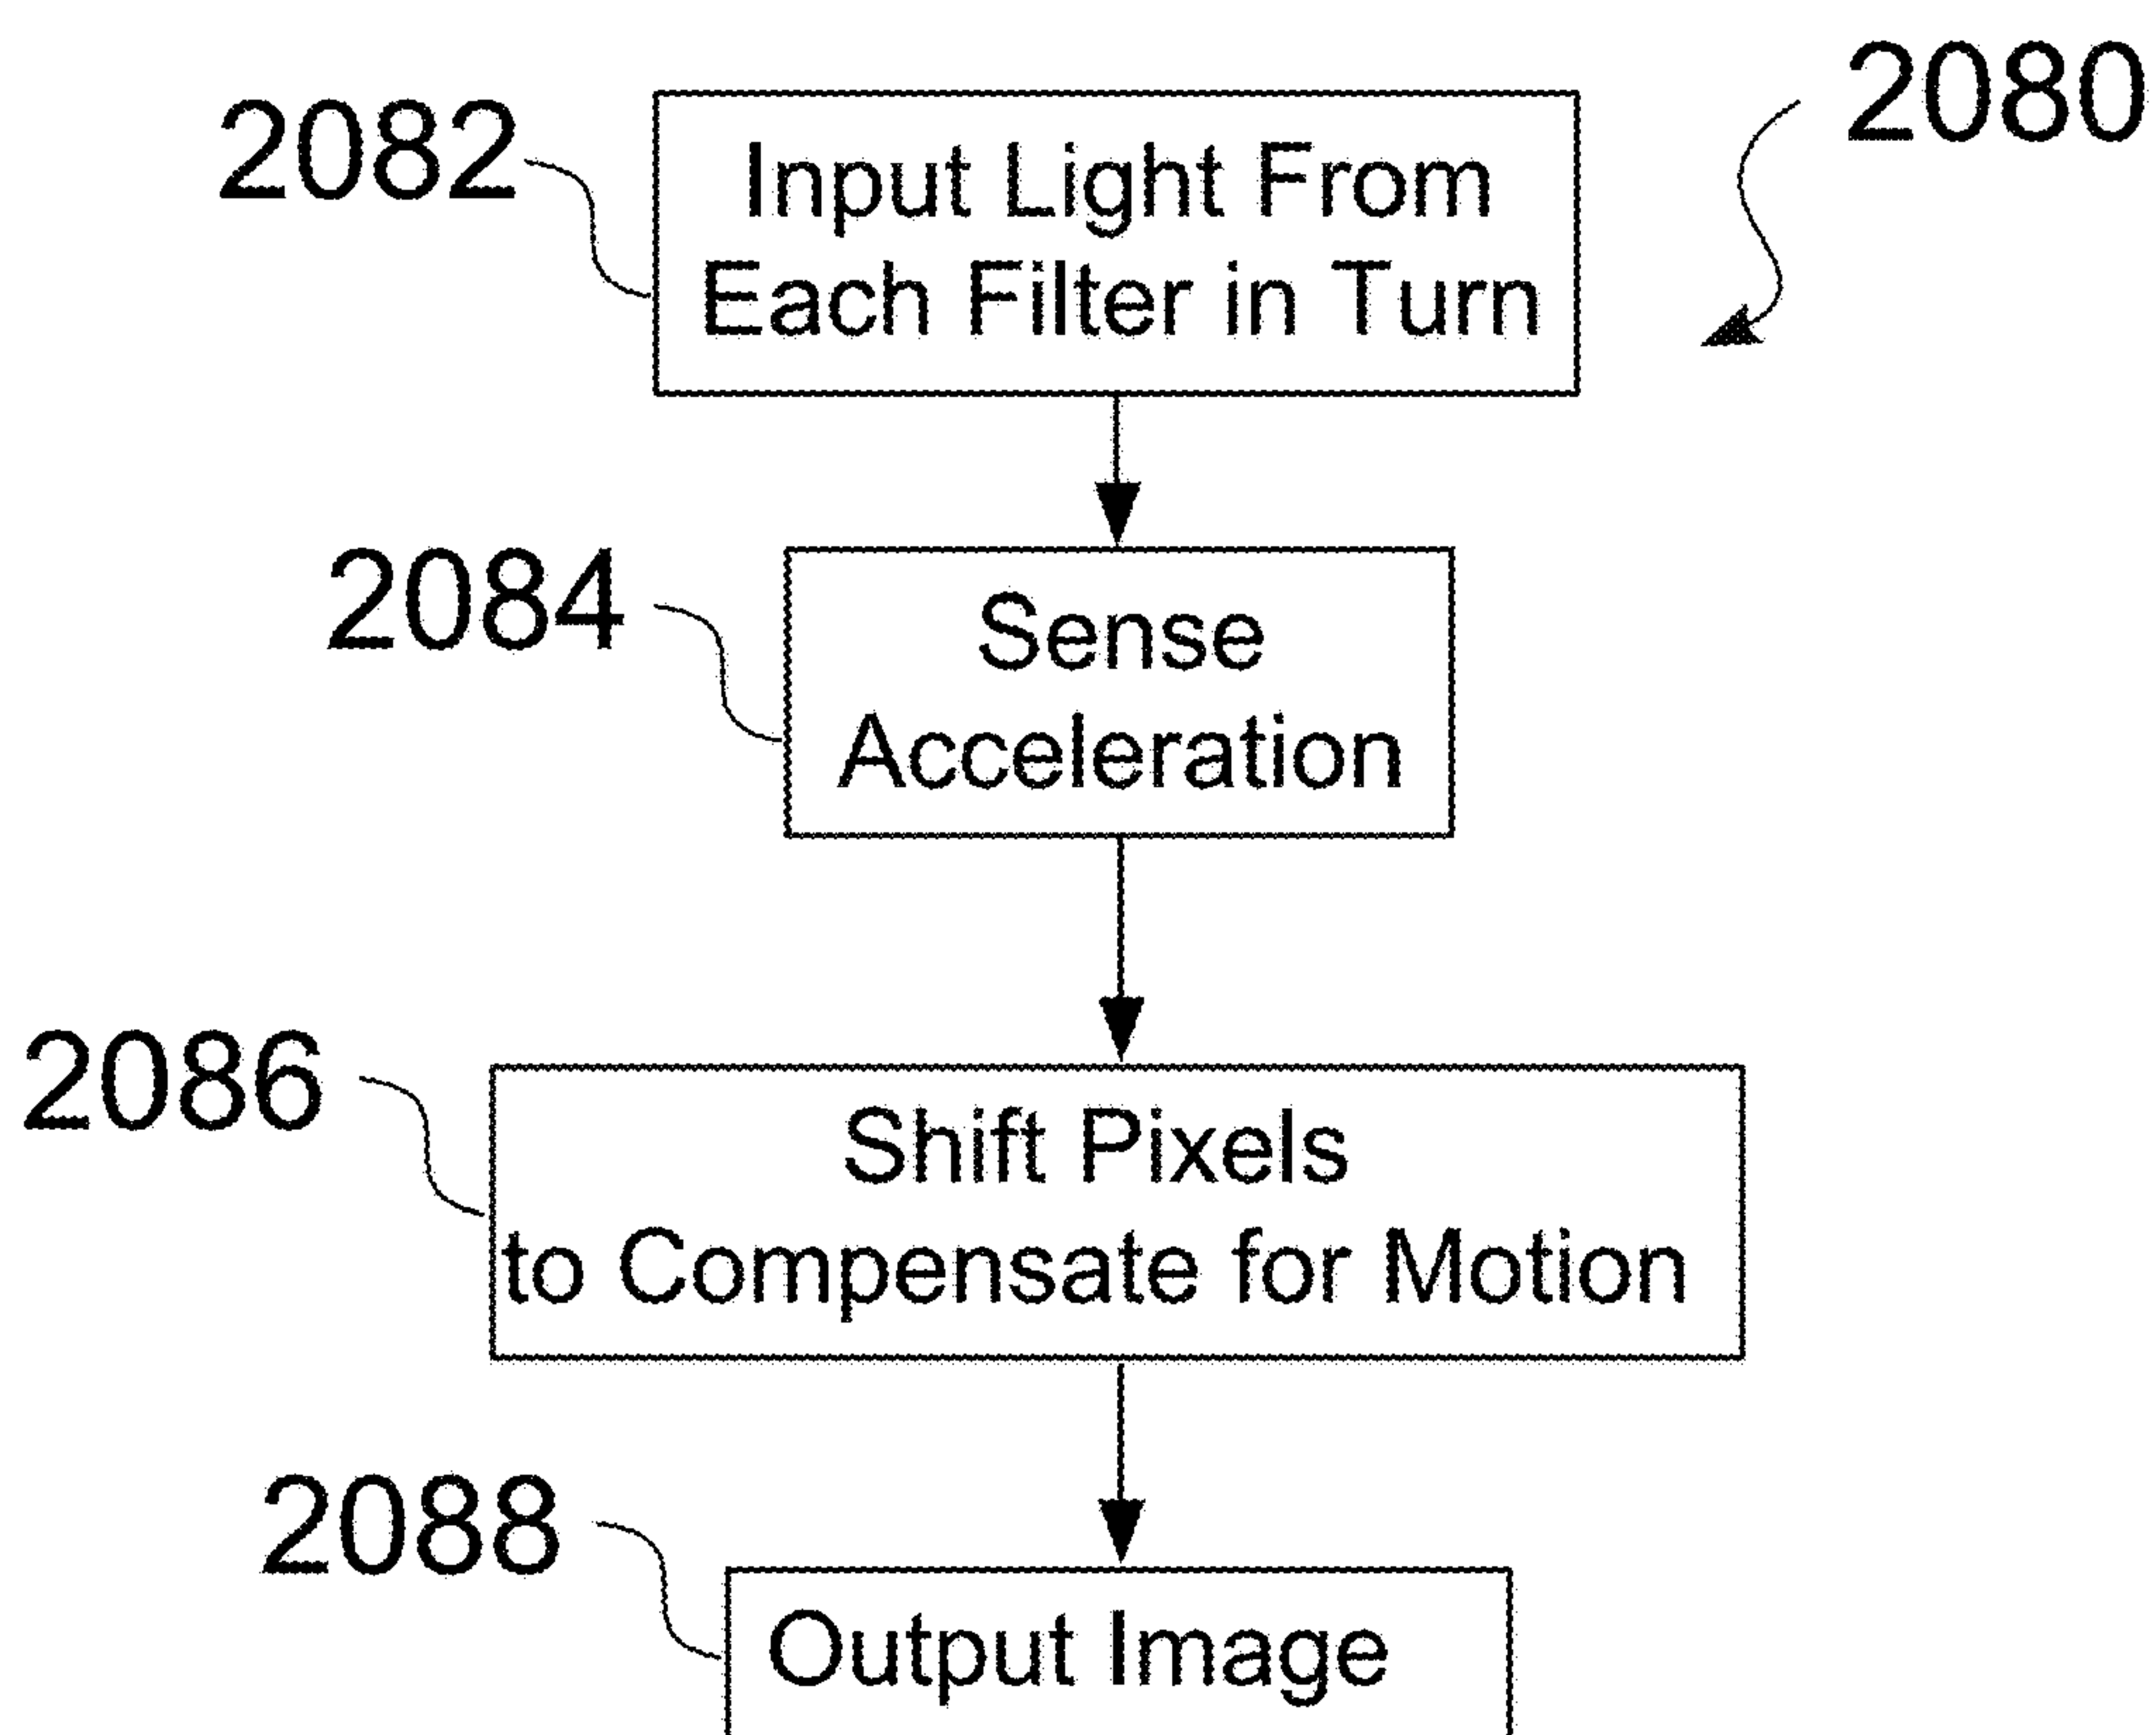 2080
2082
Input Light From
Each Filter in Turn
2084
Sense
Acceleration
2086
Shift Pixels
to Compensate for Motion
2088
Output Image